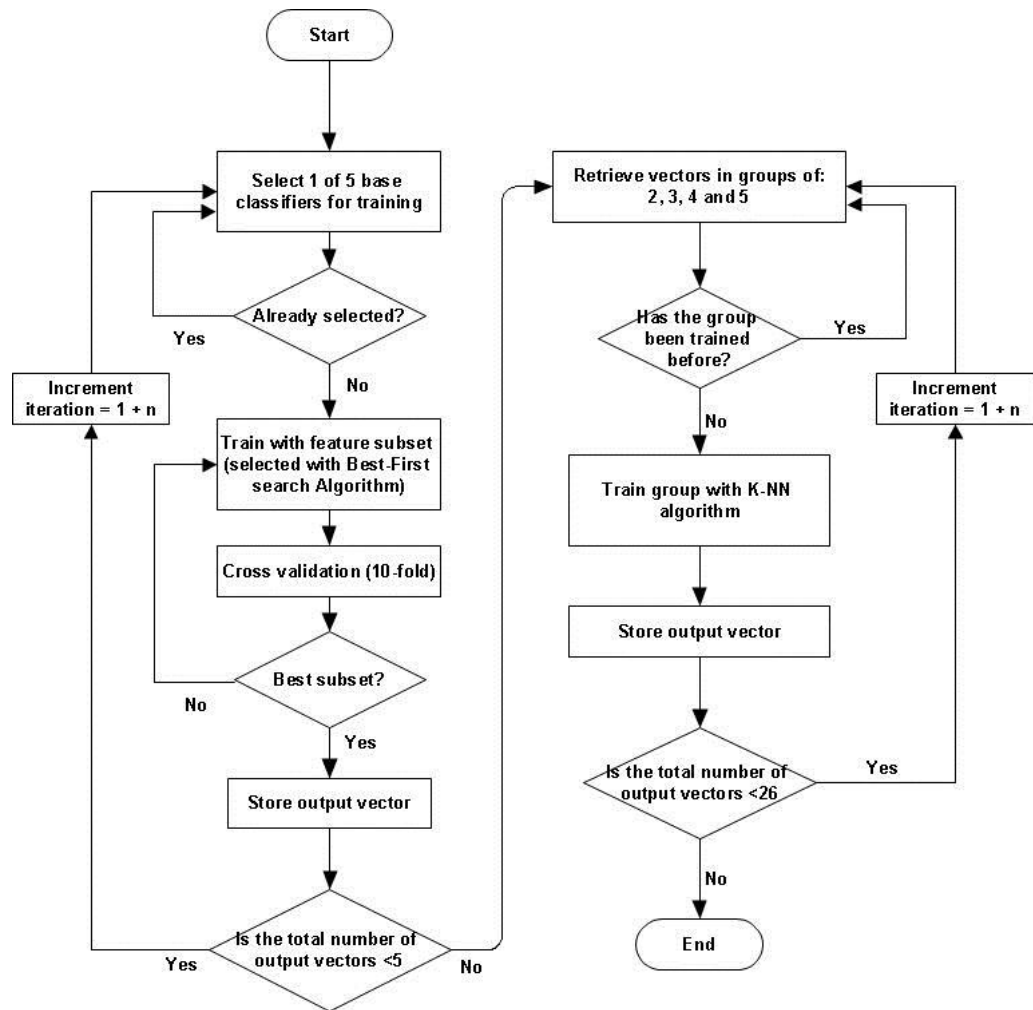 Start
Select 1 of 5 base
classifiers for training
Already selected?
Yes
No
Increment
iteration = 1 + n
Train with feature subset
(selected with Best-First
search Algorithm)
Cross validation (10-fold)
Best subset?
No
Yes
Store output vector
Is the total number of
output vectors <5
Yes
No
Retrieve vectors in groups of:
2, 3, 4 and 5
Has the group
been trained
before?
Yes
No
Increment
iteration = 1 + n
Train group with K-NN
algorithm
Store output vector
Is the total number of
output vectors <26
Yes
No
End